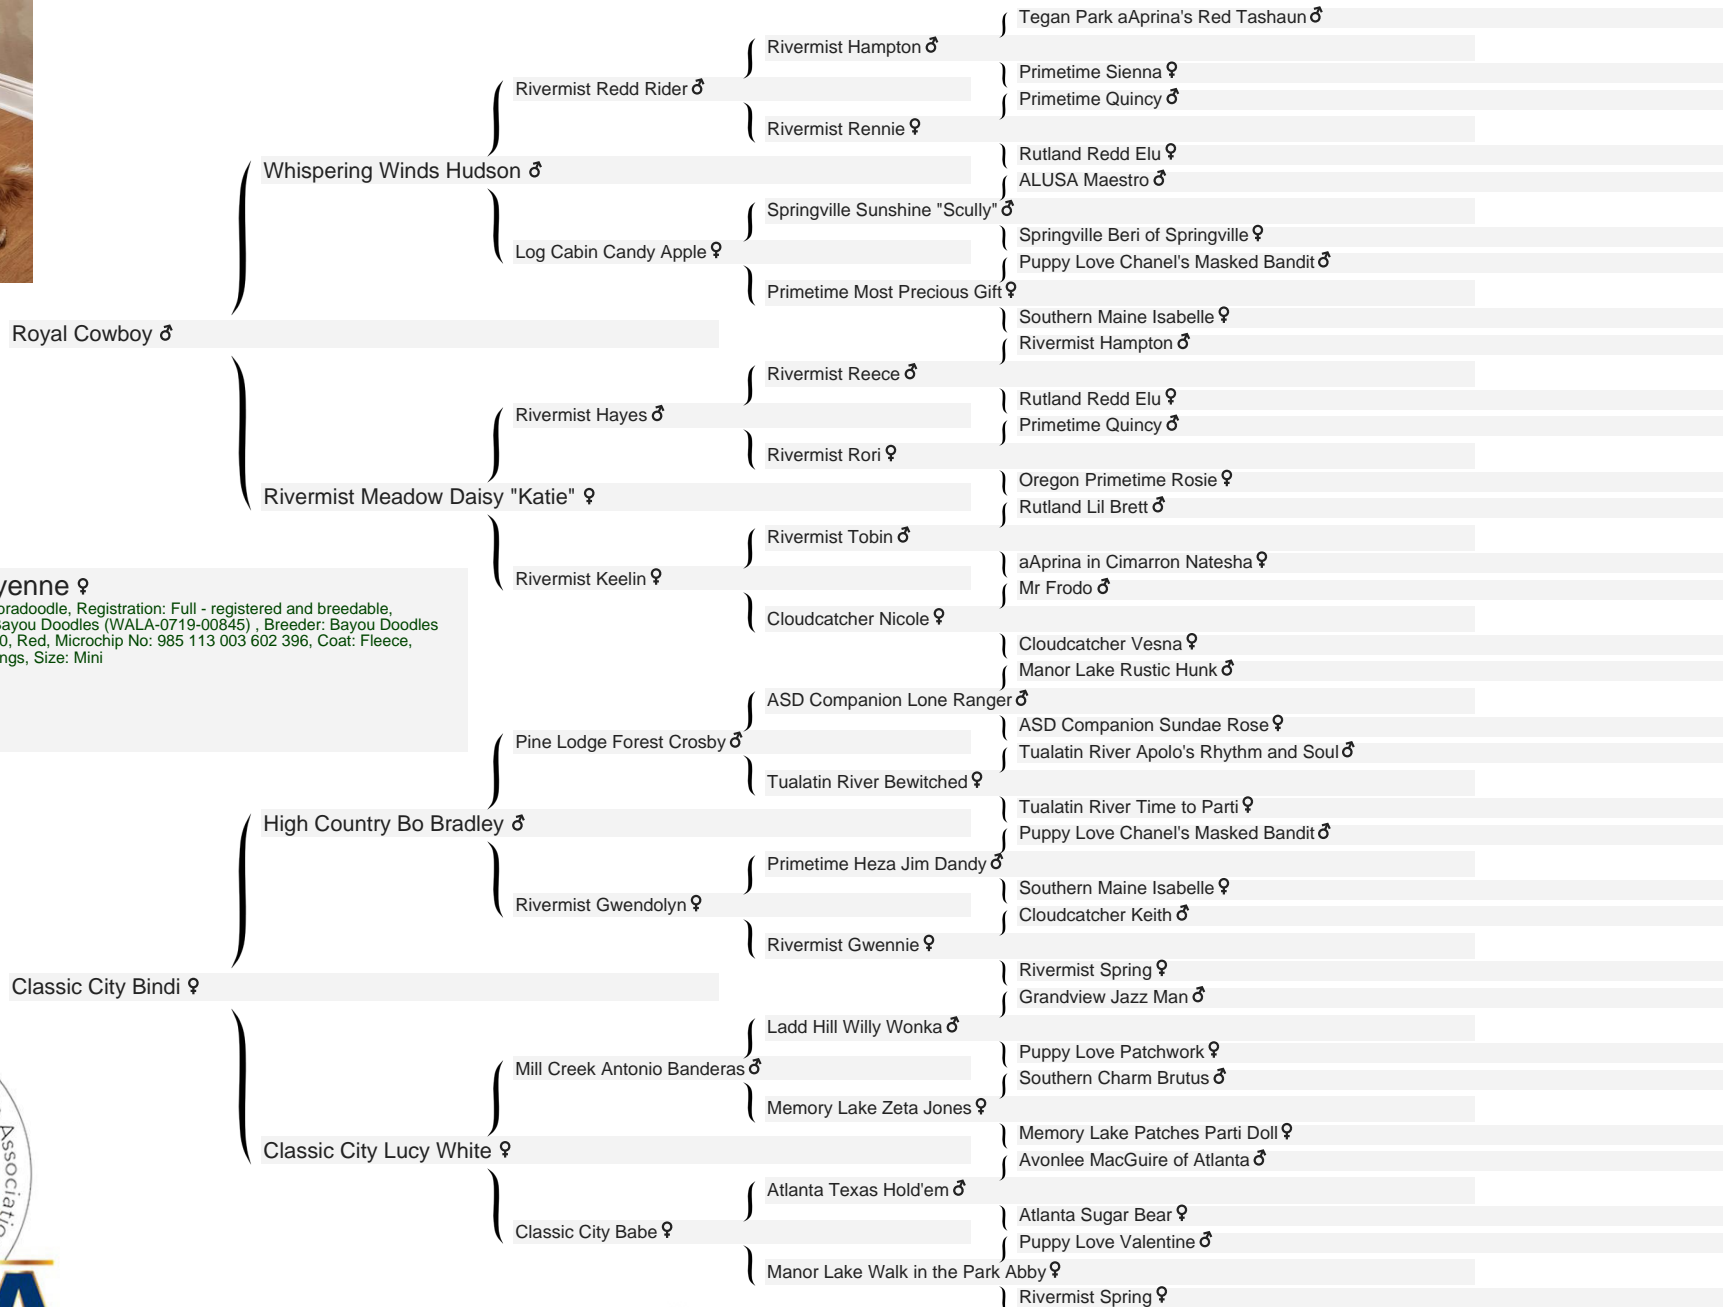 Tegan Park aAprina's Red Tashaun ♂
Rivermist Hampton ♂
Primetime Sienna ♀
Rivermist Redd Rider ♂
Primetime Quincy ♂
Rivermist Rennie ♀
Rutland Redd Elu ♀
Whispering Winds Hudson ♂
ALUSA Maestro ♂
Springville Sunshine "Scully" ♂
Springville Beri of Springville ♀
Log Cabin Candy Apple ♀
Puppy Love Chanel's Masked Bandit ♂
Primetime Most Precious Gift ♀
Southern Maine Isabelle ♀
Royal Cowboy ♂
Rivermist Hampton ♂
Rivermist Reece ♂
Rutland Redd Elu ♀
Rivermist Hayes ♂
Primetime Quincy ♂
Rivermist Rori ♀
Oregon Primetime Rosie ♀
Rivermist Meadow Daisy "Katie" ♀
Rutland Lil Brett ♂
Rivermist Tobin ♂
aAprina in Cimarron Natesha ♀
Rivermist Keelin ♀
Mr Frodo ♂
Cloudcatcher Nicole ♀
Cloudcatcher Vesna ♀
yenne ♀
oradoodle, Registration: Full - registered and breedable,
Bayou Doodles (WALA-0719-00845) , Breeder: Bayou Doodles
0, Red, Microchip No: 985 113 003 602 396, Coat: Fleece,
ngs, Size: Mini
Manor Lake Rustic Hunk ♂
ASD Companion Lone Ranger ♂
ASD Companion Sundae Rose ♀
Pine Lodge Forest Crosby ♂
Tualatin River Apolo's Rhythm and Soul ♂
Tualatin River Bewitched ♀
Tualatin River Time to Parti ♀
High Country Bo Bradley ♂
Puppy Love Chanel's Masked Bandit ♂
Primetime Heza Jim Dandy ♂
Southern Maine Isabelle ♀
Rivermist Gwendolyn ♀
Cloudcatcher Keith ♂
Rivermist Gwennie ♀
Rivermist Spring ♀
Classic City Bindi ♀
Grandview Jazz Man ♂
Ladd Hill Willy Wonka ♂
Puppy Love Patchwork ♀
Mill Creek Antonio Banderas ♂
Southern Charm Brutus ♂
Memory Lake Zeta Jones ♀
Memory Lake Patches Parti Doll ♀
Classic City Lucy White ♀
Avonlee MacGuire of Atlanta ♂
Atlanta Texas Hold'em ♂
Atlanta Sugar Bear ♀
Classic City Babe ♀
Puppy Love Valentine ♂
Manor Lake Walk in the Park Abby ♀
Rivermist Spring ♀
Associatio
A